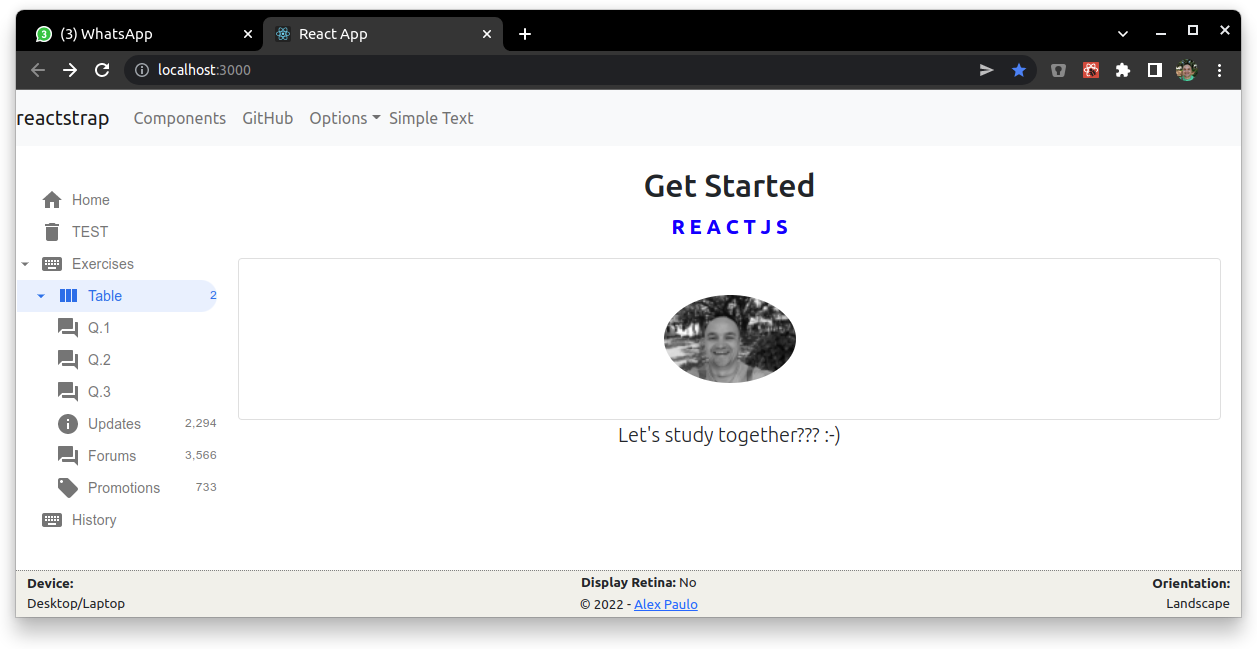 3 (3) WhatsApp React App
localhost:3000
reactstrap Components GitHub Options Simple Text
Get Started
REACTJS
Home
TEST
Exercises
Table 2
Q.1
Q.2
Q.3
Updates 2,294
Forums 3,566
Promotions 733
History
Let's study together??? :-)
Device: Display Retina: No Orientation:
Desktop/Laptop © 2022 - Alex Paulo Landscape